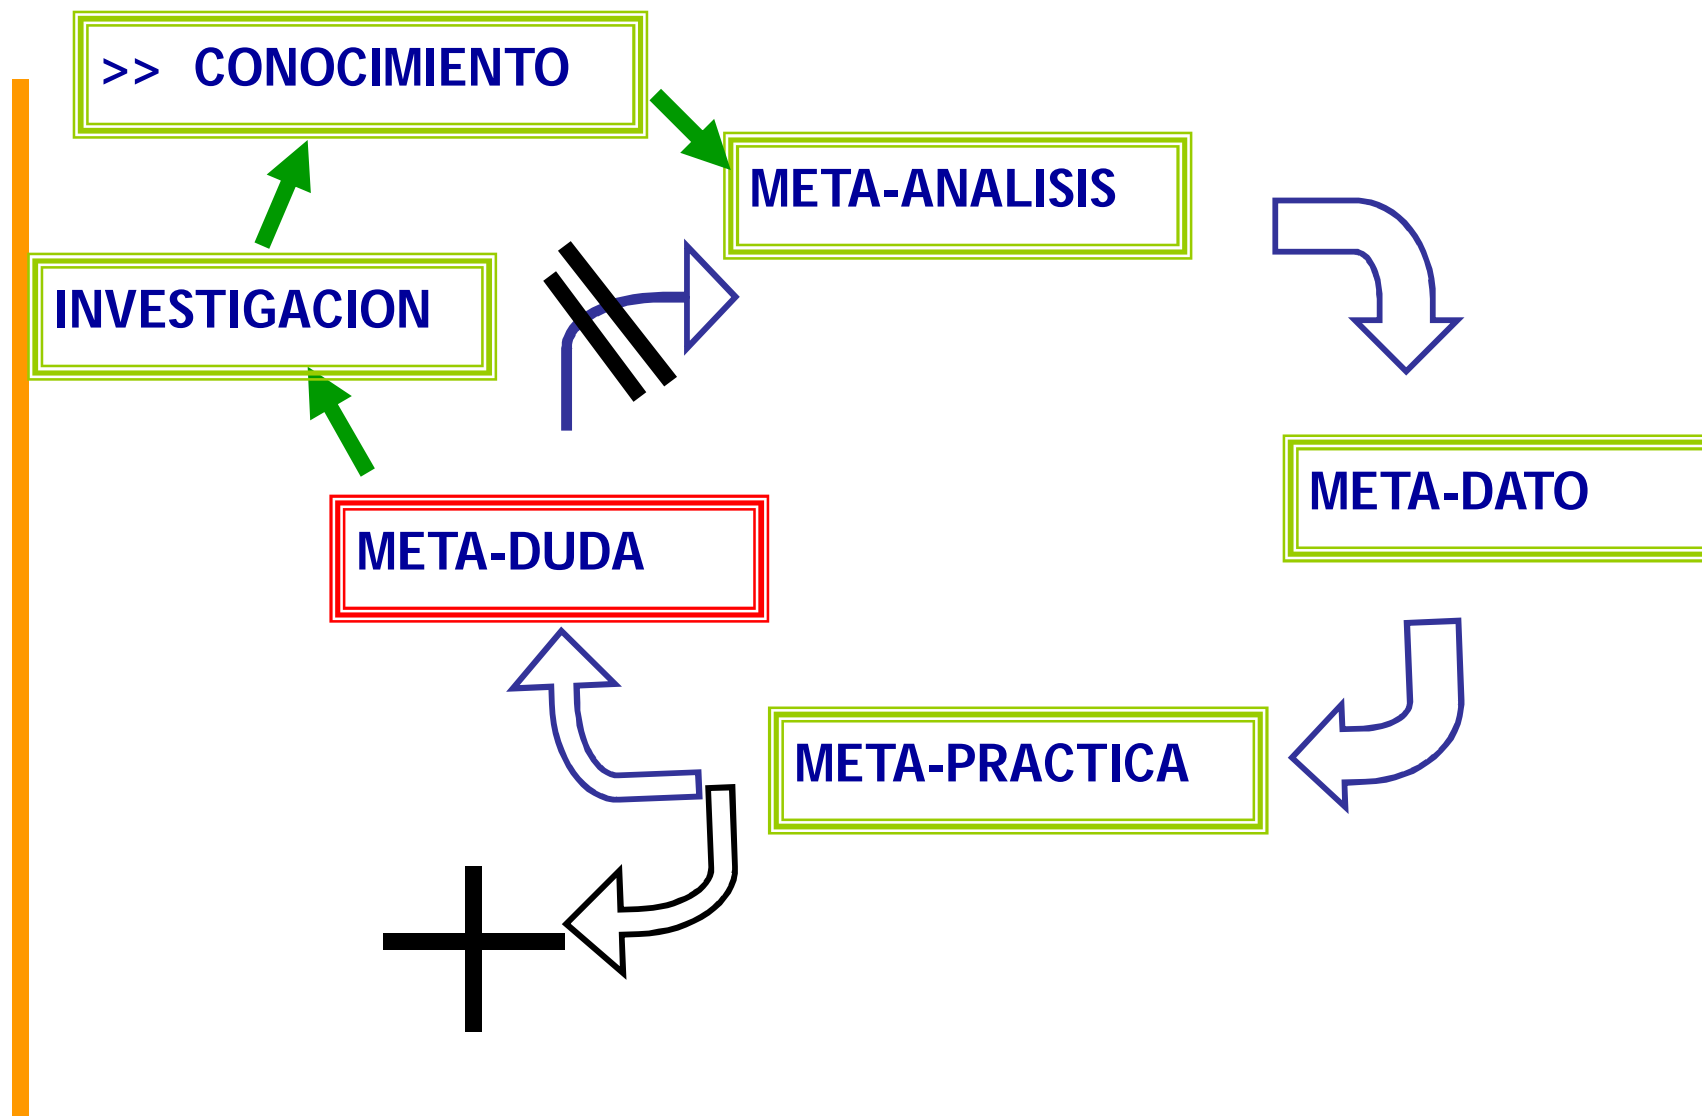 >> CONOCIMIENTO
META-ANALISIS
INVESTIGACION
META-DATO
META-DUDA
META-PRACTICA